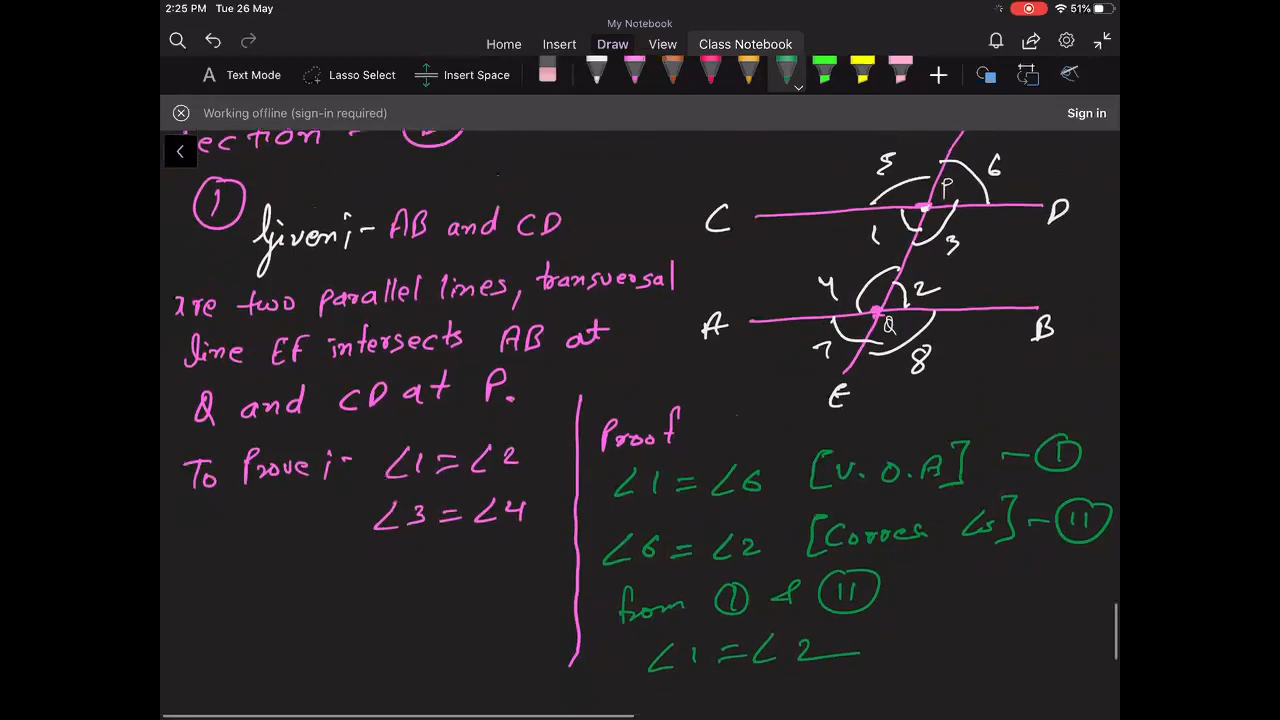 2:25 PM Tue 26 May
51%
My Notebook
Home Insert Draw View Class Notebook
A Text Mode Lasso Select Insert Space
Working offline (sign-in required) Sign in
ection -
1 Given:- AB and CD
are two parallel lines, transversal
line EF intersects AB at
Q and CD at P.
To Prove:- ∠1=∠2
∠3=∠4
5 6
P
C D
1 3
4 2
A Q B
7 8
E
Proof
∠1=∠6 [V.O.A] -I
∠6=∠2 [Corres ∠s]-II
from I & II
∠1=∠2